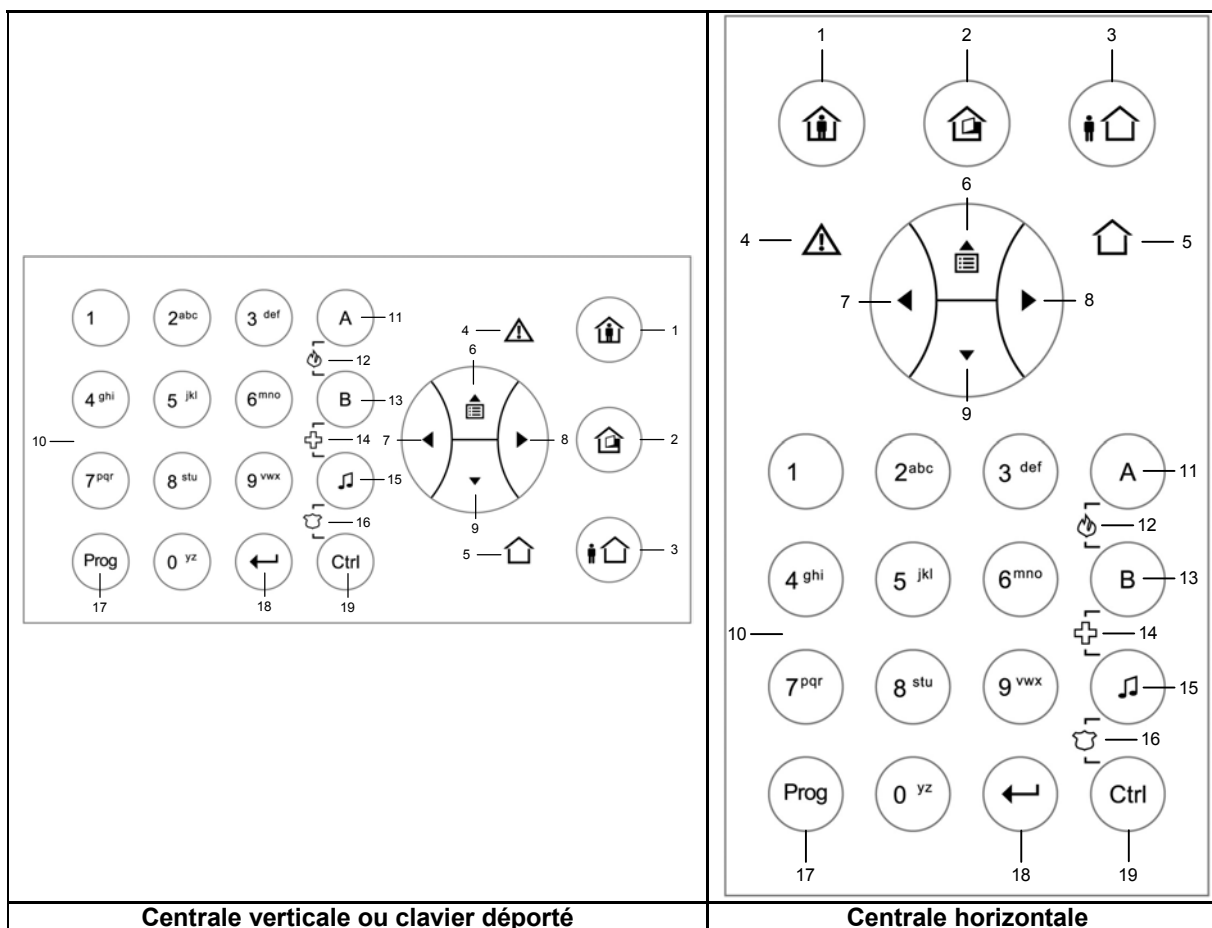 1 2abc 3 def A 11
4
1
12
6
4 ghi 5 jkl 6mno B 13
10
14
7
8
2
7pqr 8 stu 9vwx 15
9
16
5
3
Prog 0 yz Ctrl
17 18 19
Centrale verticale ou clavier déporté
1 2 3
6
4 5
7 8
9
1 2abc 3 def A 11
12
4 ghi 5 jkl 6mno B 13
10 14
7pqr 8 stu 9vwx 15
16
Prog 0 yz Ctrl
17 18 19
Centrale horizontale